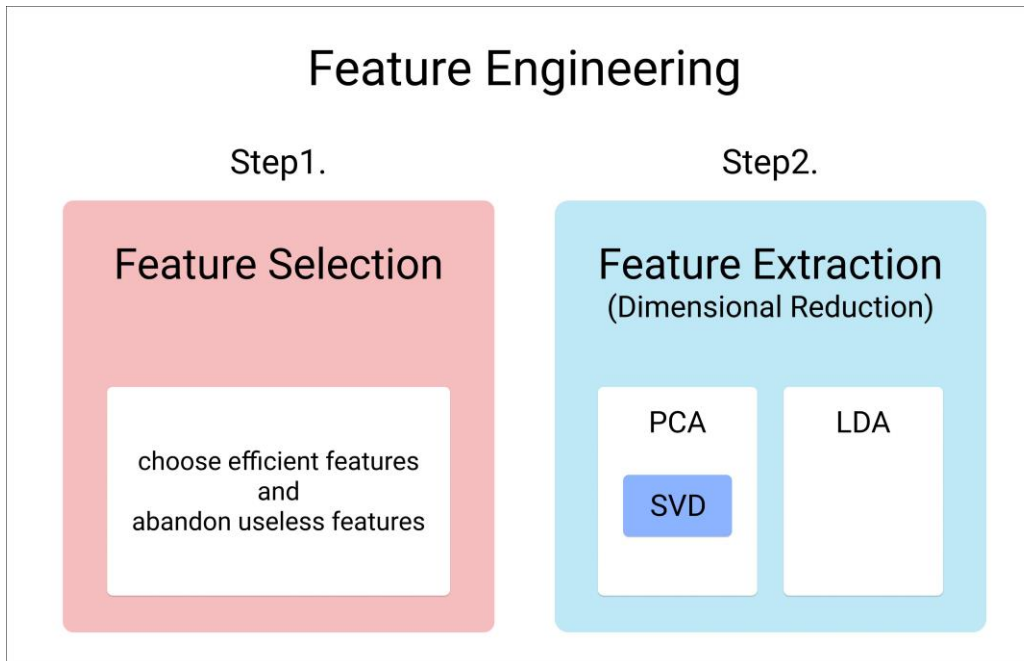 Feature Engineering
Step1.
Feature Selection
choose efficient features
and
abandon useless features
Step2.
Feature Extraction
(Dimensional Reduction)
PCA
SVD
LDA